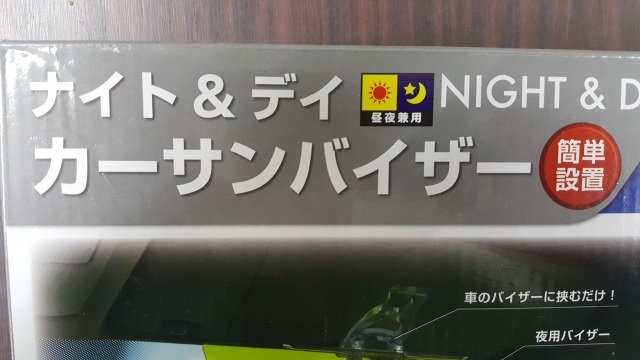 ナイト & デイ
昼夜兼用
NIGHT & D
カーサンバイザー
簡単
設置
車のバイザーに挟むだけ!
夜用バイザー